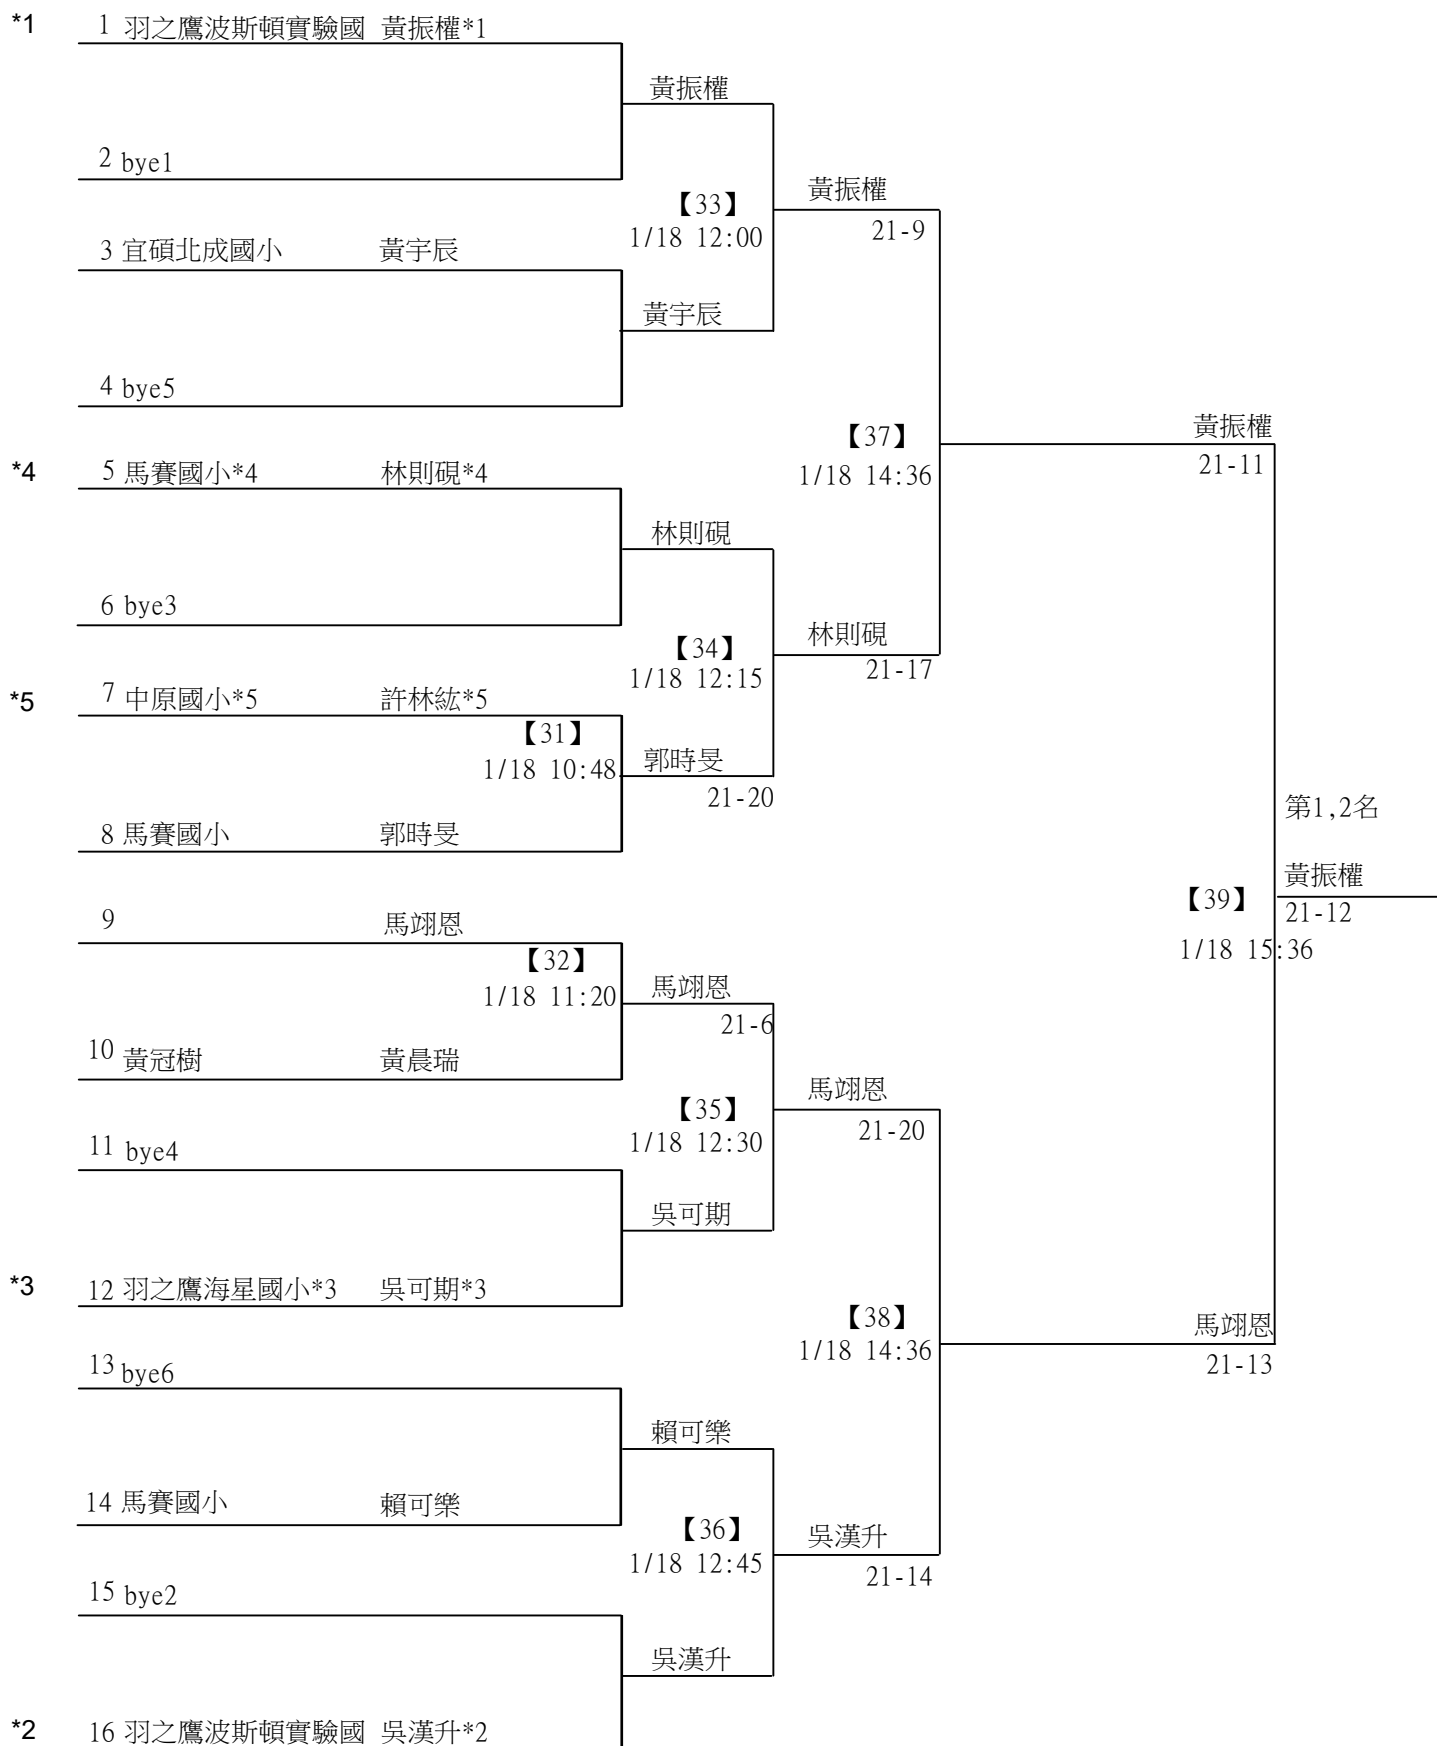 *1 1 羽之鷹波斯頓實驗國 黃振權*1
黃振權
2 bye1
黃振權
【33】
21-9
1/18 12:00
3 宜碩北成國小 黃宇辰
黃宇辰
4 bye5
黃振權
【37】
*4 5 馬賽國小*4 林則硯*4
21-11
1/18 14:36
林則硯
6 bye3
林則硯
【34】
21-17
1/18 12:15
*5 7 中原國小*5 許林紘*5
【31】
1/18 10:48
郭時旻
21-20
8 馬賽國小 郭時旻
第1,2名
黃振權
【39】
21-12
1/18 15:36
9 馬翊恩
【32】
1/18 11:20
馬翊恩
21-6
10 黃冠樹 黃晨瑞
馬翊恩
【35】
21-20
1/18 12:30
11 bye4
吳可期
*3 12 羽之鷹海星國小*3 吳可期*3
【38】
馬翊恩
1/18 14:36
21-13
13 bye6
賴可樂
14 馬賽國小 賴可樂
【36】
吳漢升
1/18 12:45
21-14
15 bye2
吳漢升
*2 16 羽之鷹波斯頓實驗國 吳漢升*2